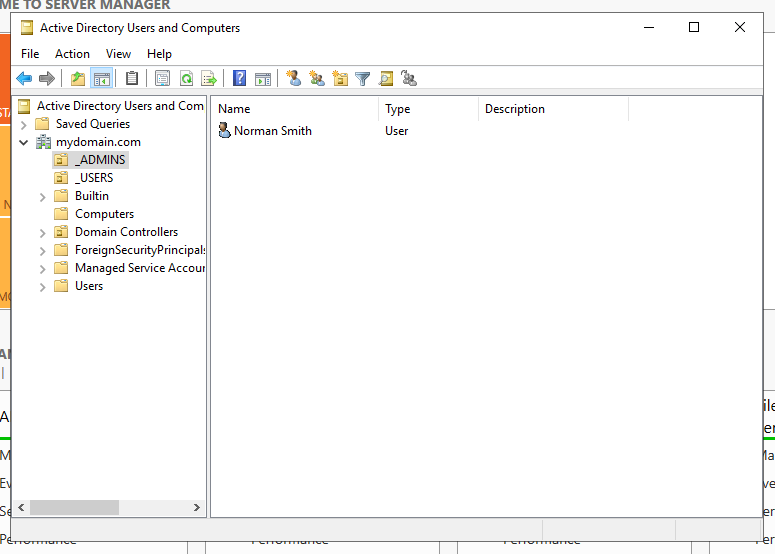 ME TO SERVER MANAGER
Active Directory Users and Computers
File Action View Help
Active Directory Users and Com
Saved Queries
mydomain.com
_ADMINS
_USERS
Builtin
Computers
Domain Controllers
ForeignSecurityPrincipals
Managed Service Accour
Users
Name Type Description
Norman Smith User
Performance Performance Performance Per